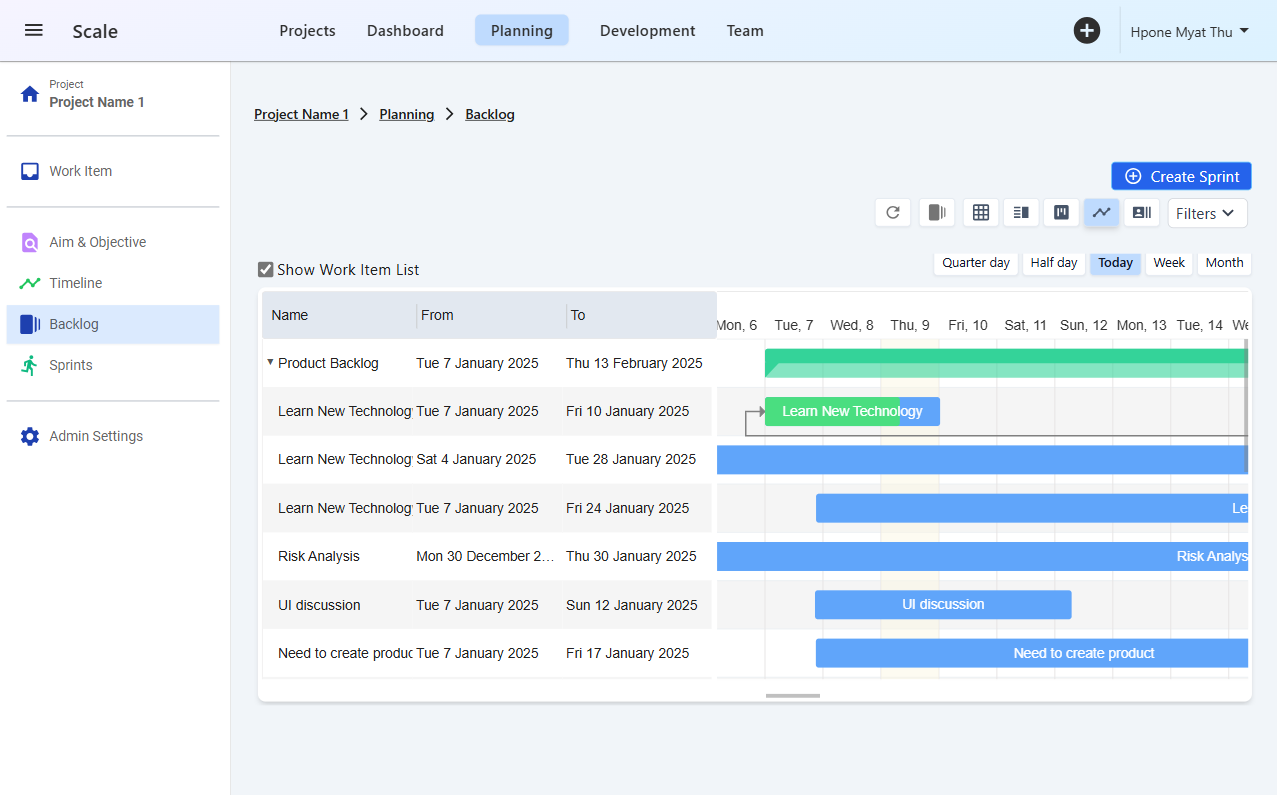 Scale
Projects Dashboard Planning Development Team
Hpone Myat Thu
Project
Project Name 1
Work Item
Aim & Objective
Timeline
Backlog
Sprints
Admin Settings
Project Name 1 Planning Backlog
Create Sprint
Filters
Show Work Item List
Quarter day Half day Today Week Month
Name From To
Mon, 6 Tue, 7 Wed, 8 Thu, 9 Fri, 10 Sat, 11 Sun, 12 Mon, 13 Tue, 14 We
Product Backlog Tue 7 January 2025 Thu 13 February 2025
Learn New Technolog Tue 7 January 2025 Fri 10 January 2025 Learn New Technology
Learn New Technolog Sat 4 January 2025 Tue 28 January 2025
Learn New Technolog Tue 7 January 2025 Fri 24 January 2025 Le
Risk Analysis Mon 30 December 2... Thu 30 January 2025 Risk Analys
UI discussion Tue 7 January 2025 Sun 12 January 2025 UI discussion
Need to create produc Tue 7 January 2025 Fri 17 January 2025 Need to create product